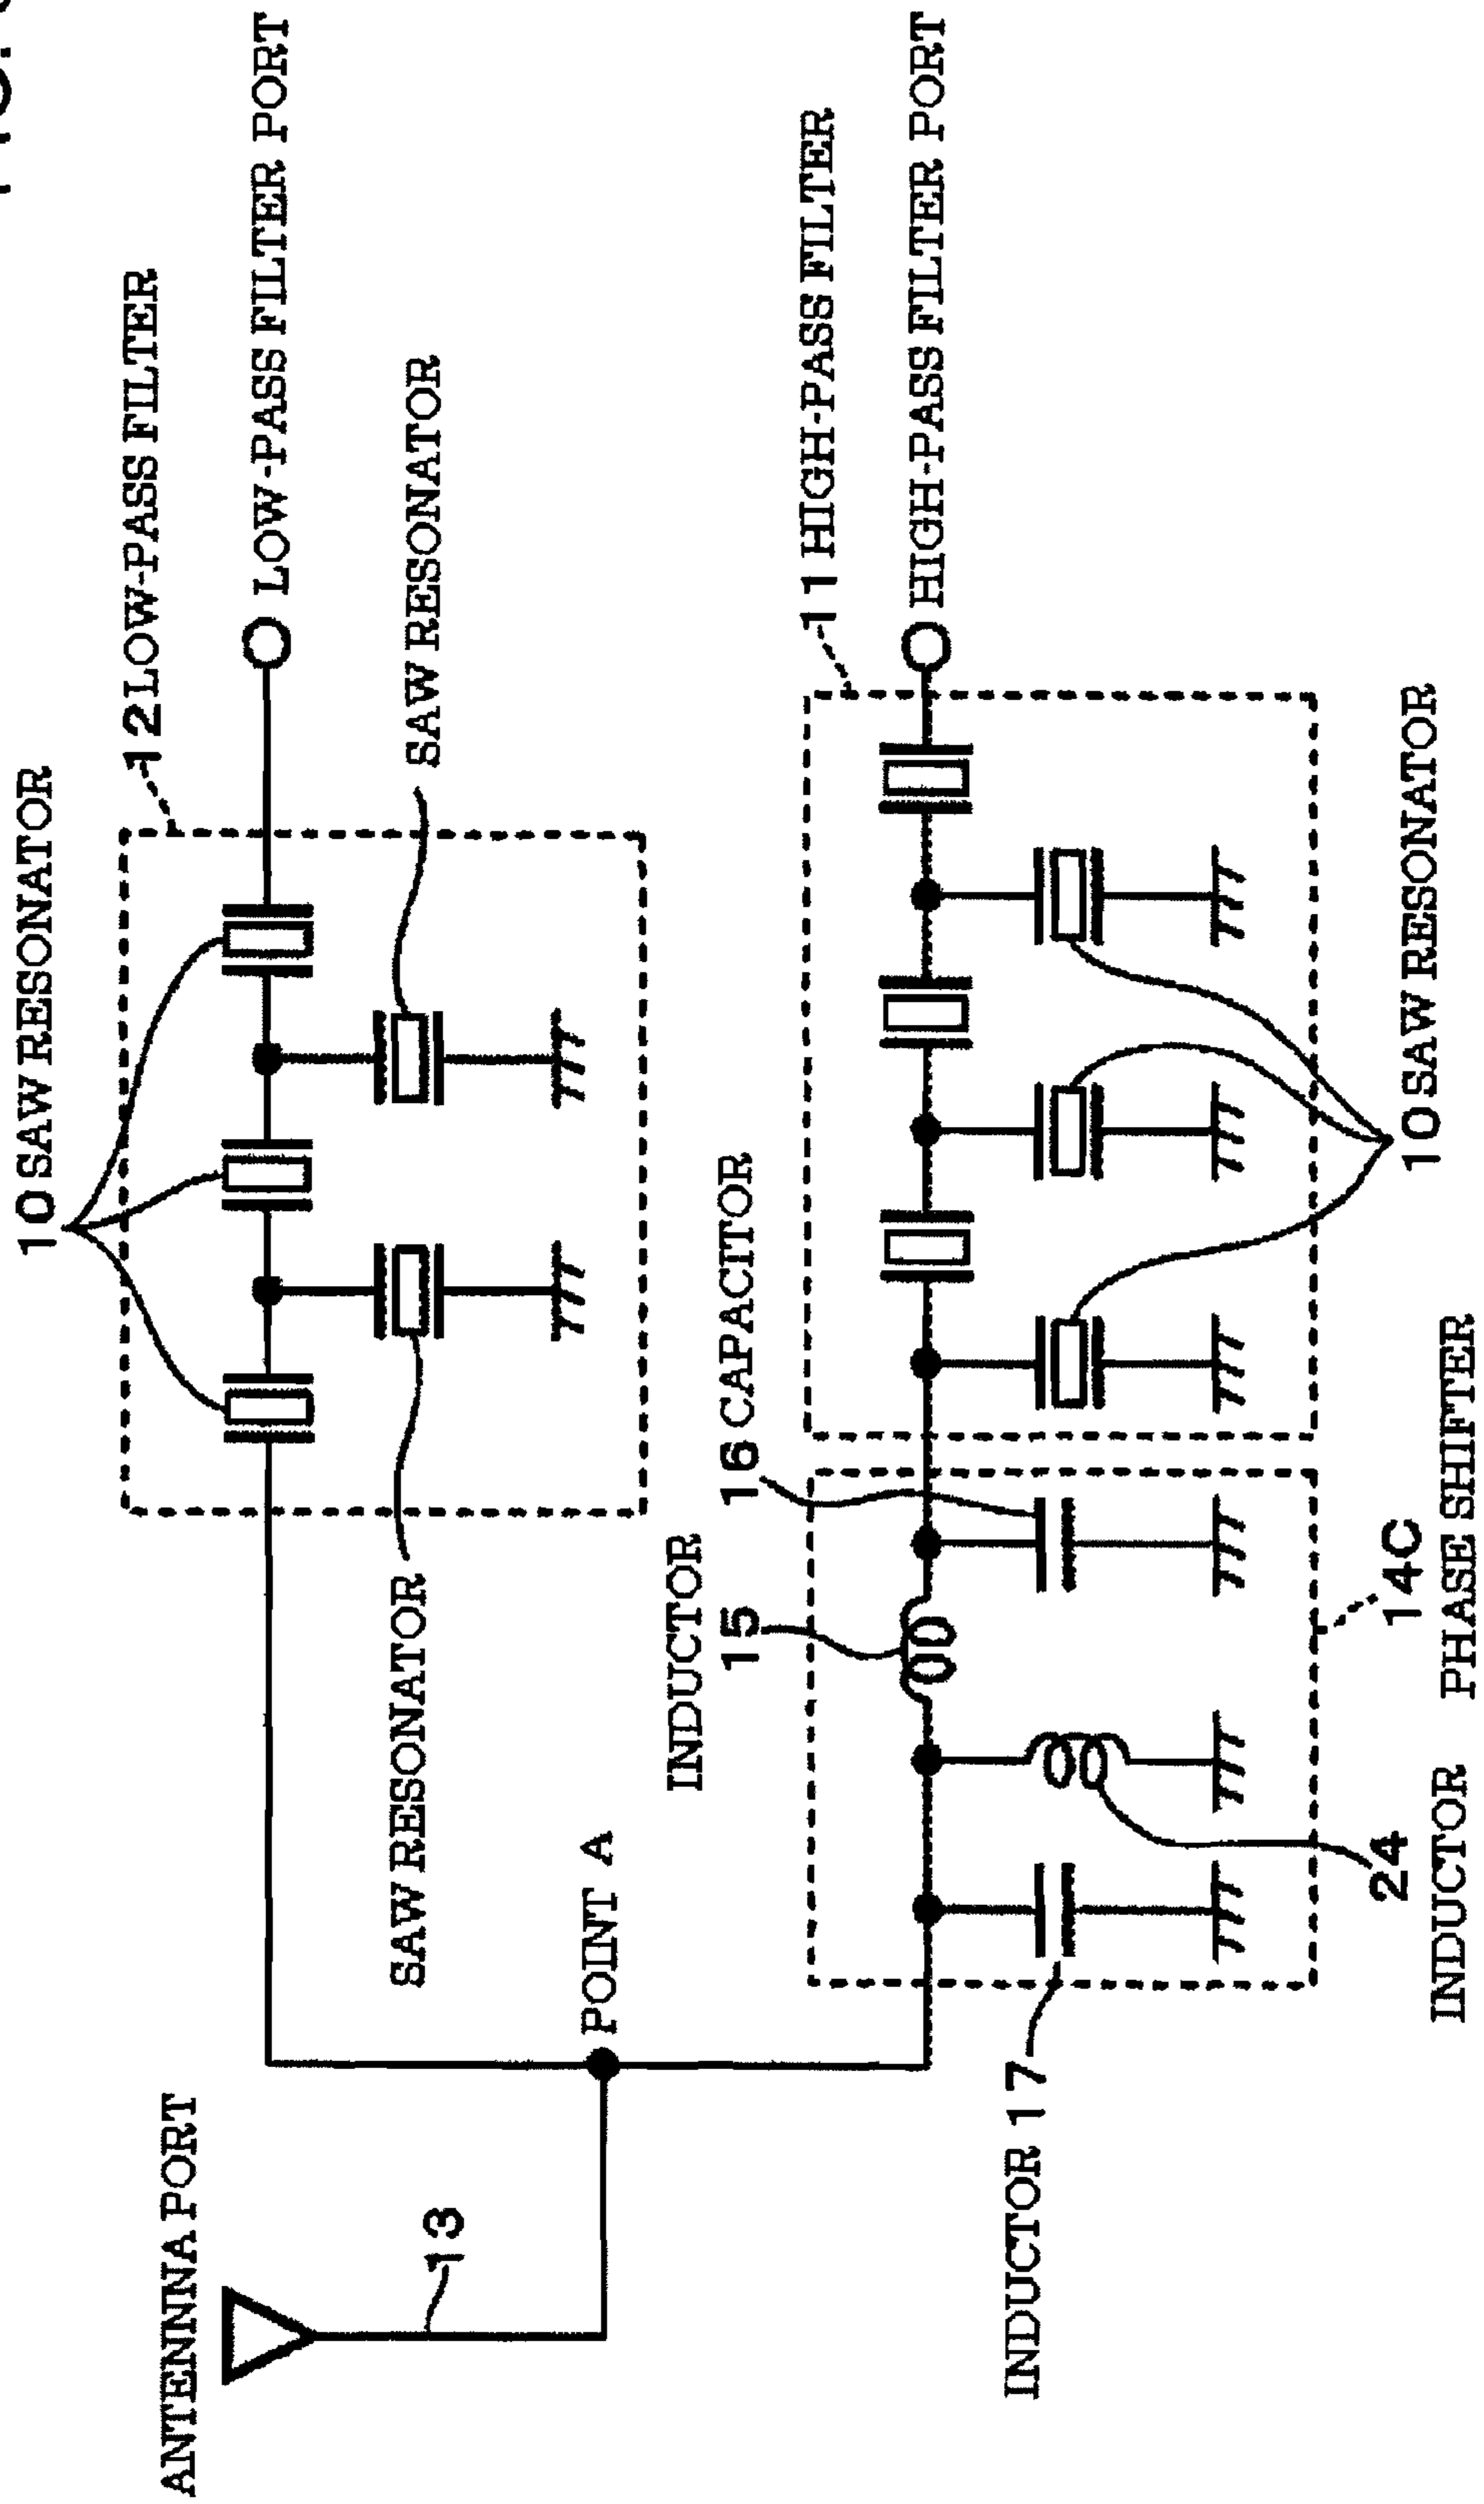 10 SAW RESONATOR
12 LOW-PASS FILTER
ANTENNA PORT
LOW-PASS FILTER PORT
13
SAW RESONATOR
SAW RESONATOR
POINT A
INDUCTOR
15
16 CAPACITOR
11 HIGH-PASS FILTER
HIGH-PASS FILTER PORT
INDUCTOR 17
24
INDUCTOR
14C
PHASE SHIFTER
10 SAW RESONATOR